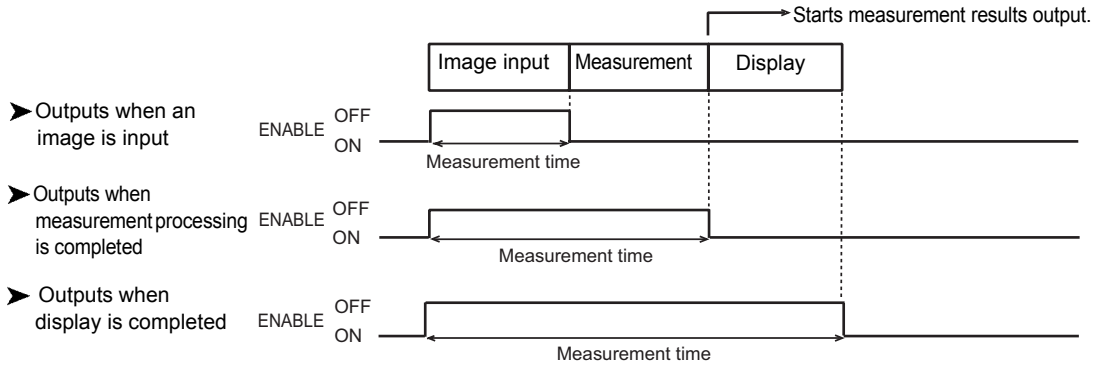 Starts measurement results output.
Image input Measurement Display
Outputs when an
image is input
ENABLE
OFF
ON
Measurement time
Outputs when
measurement processing
is completed
ENABLE
OFF
ON
Measurement time
Outputs when
display is completed
ENABLE
OFF
ON
Measurement time